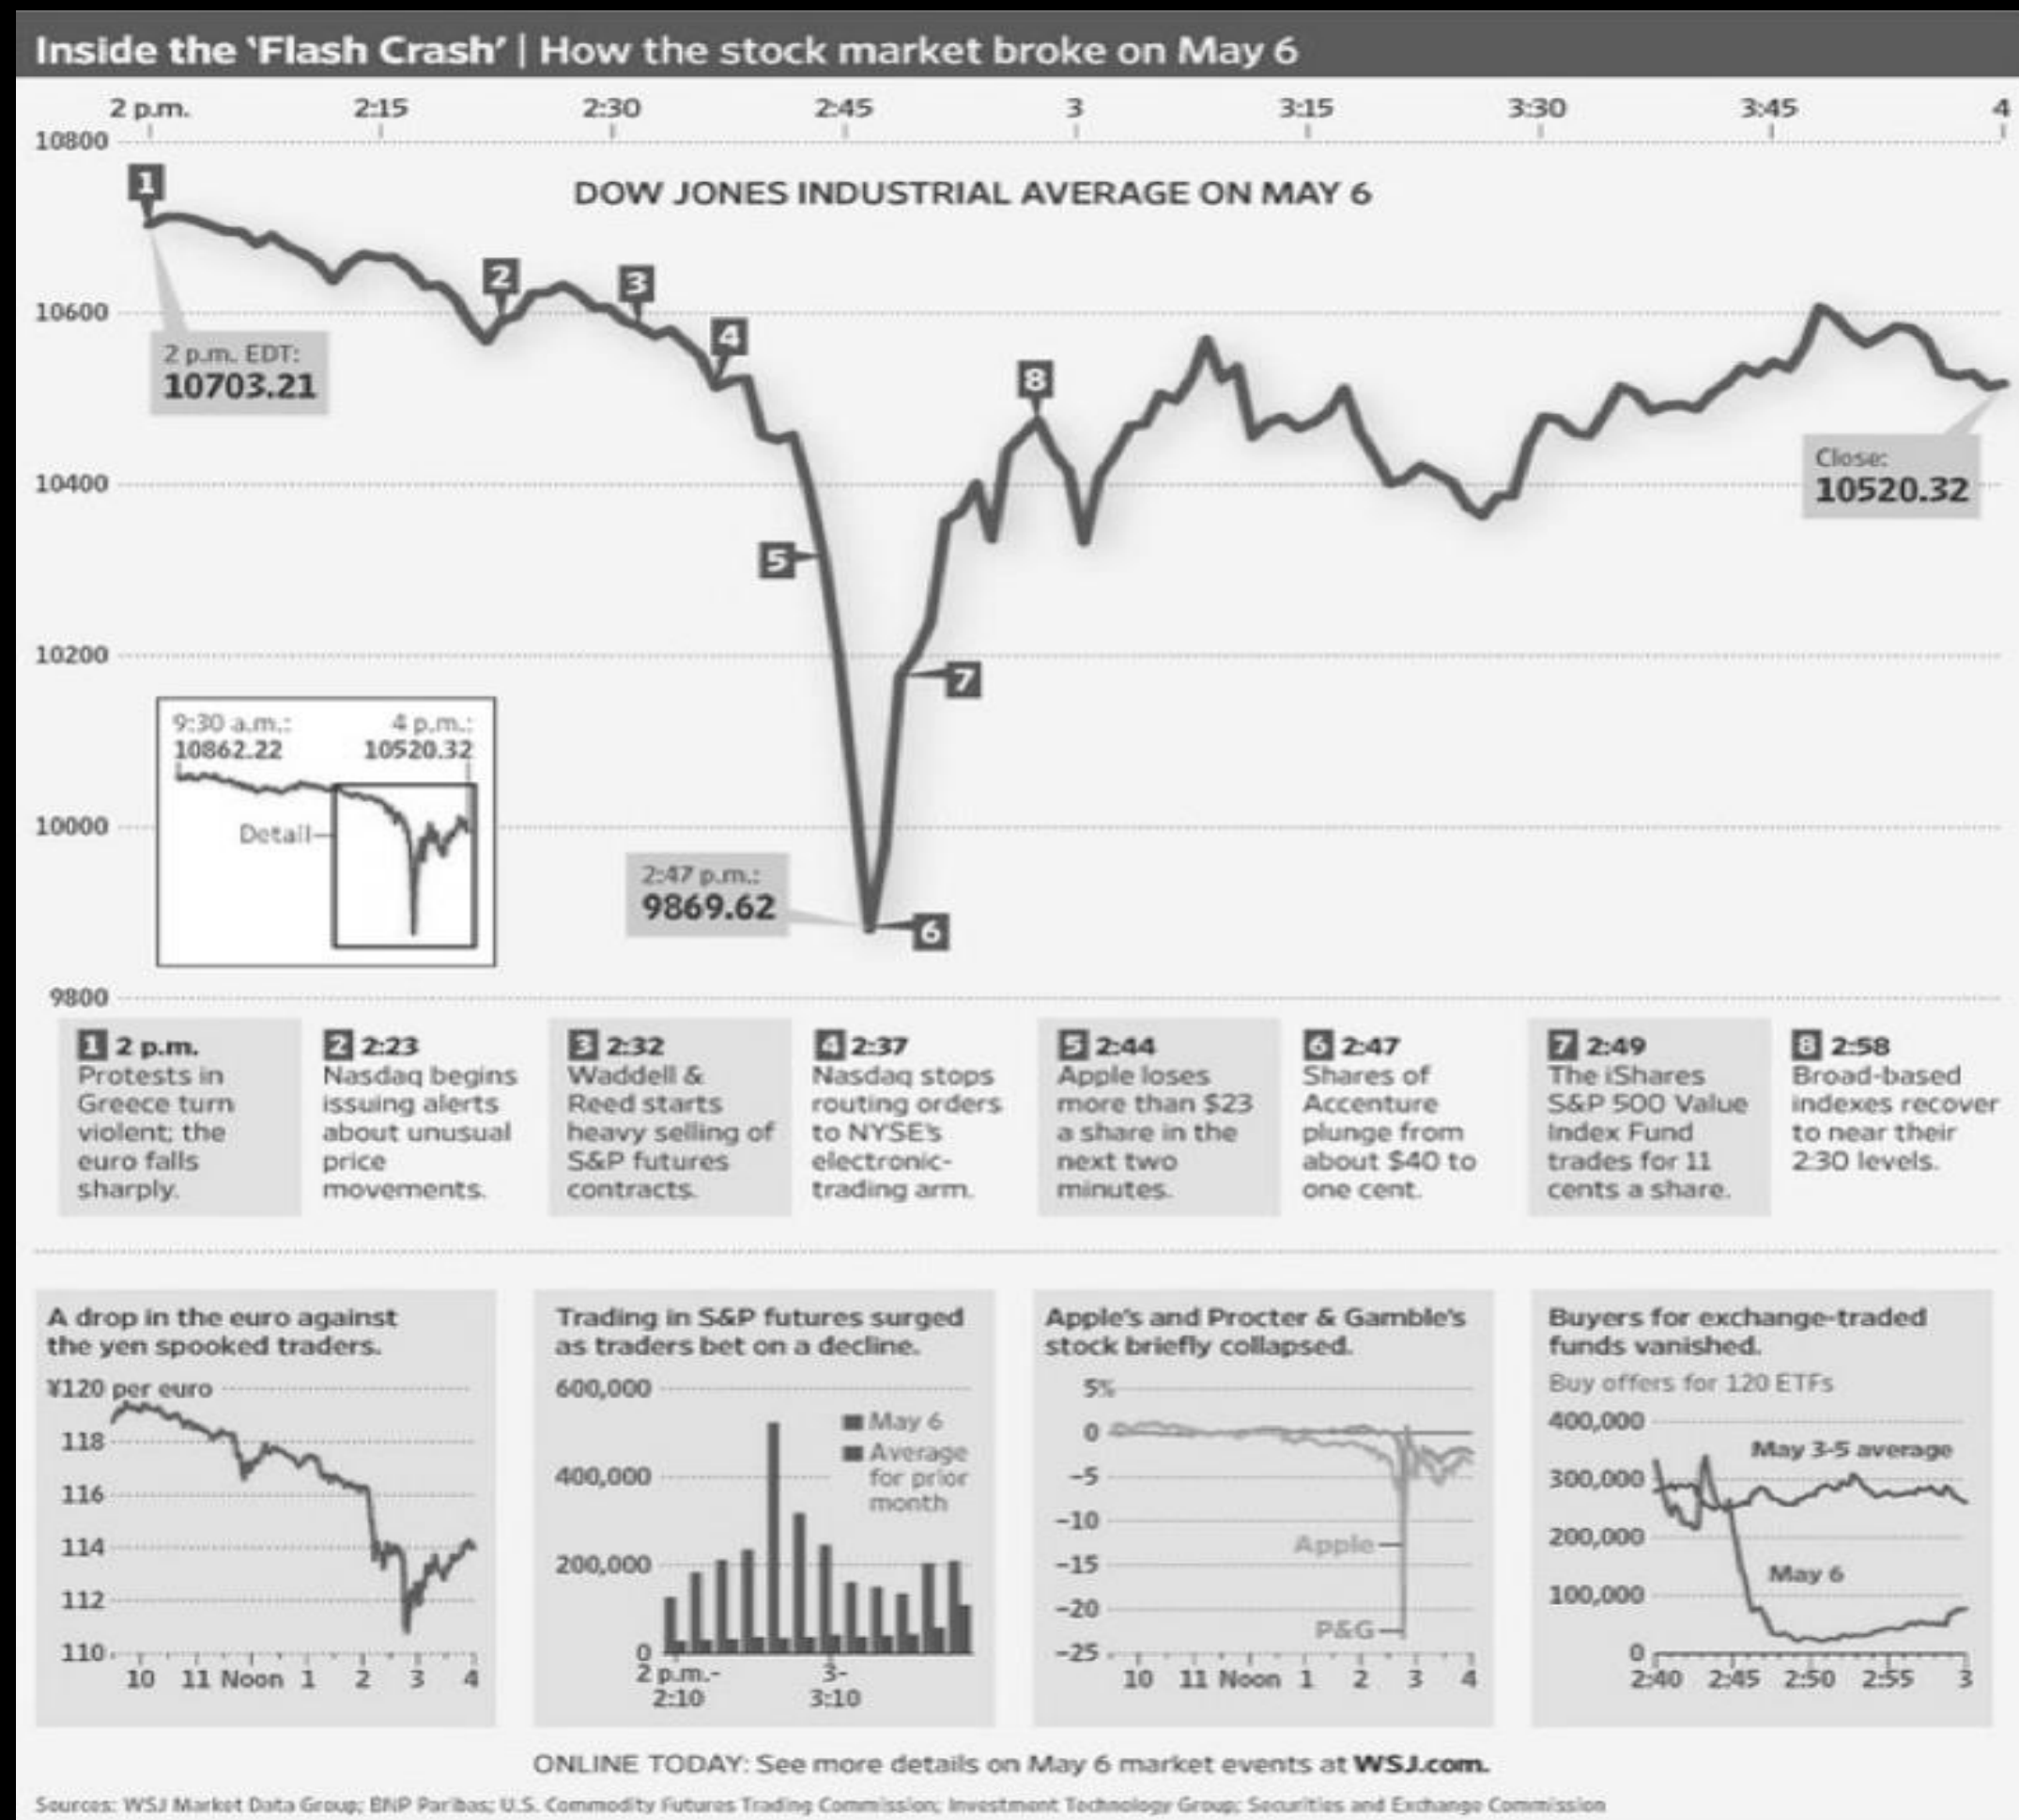 Inside the 'Flash Crash' | How the stock market broke on May 6
2 p.m. 2:15 2:30 2:45 3 3:15 3:30 3:45 4
10800
DOW JONES INDUSTRIAL AVERAGE ON MAY 6
1
2
3
4
8
10600
2 p.m. EDT:
10703.21
Close:
10520.32
10400
5
10200
7
9:30 a.m.: 4 p.m.:
10862.22 10520.32
Detail
10000
2:47 p.m.:
9869.62
6
9800
1 2 p.m.
Protests in
Greece turn
violent; the
euro falls
sharply.
2 2:23
Nasdaq begins
issuing alerts
about unusual
price
movements.
3 2:32
Waddell &
Reed starts
heavy selling of
S&P futures
contracts.
4 2:37
Nasdaq stops
routing orders
to NYSE's
electronic-
trading arm.
5 2:44
Apple loses
more than $23
a share in the
next two
minutes.
6 2:47
Shares of
Accenture
plunge from
about $40 to
one cent.
7 2:49
The iShares
S&P 500 Value
Index Fund
trades for 11
cents a share.
8 2:58
Broad-based
indexes recover
to near their
2:30 levels.
A drop in the euro against
the yen spooked traders.
¥120 per euro
118
116
114
112
110
10 11 Noon 1 2 3 4
Trading in S&P futures surged
as traders bet on a decline.
600,000
May 6
Average
for prior
month
400,000
200,000
0
2 p.m.- 3-
2:10 3:10
Apple's and Procter & Gamble's
stock briefly collapsed.
5%
0
-5
-10
Apple
-15
-20
P&G
-25
10 11 Noon 1 2 3 4
Buyers for exchange-traded
funds vanished.
Buy offers for 120 ETFs
400,000
May 3-5 average
300,000
200,000
May 6
100,000
0
2:40 2:45 2:50 2:55 3
ONLINE TODAY: See more details on May 6 market events at WSJ.com.
Sources: WSJ Market Data Group; BNP Paribas; U.S. Commodity Futures Trading Commission; Investment Technology Group; Securities and Exchange Commission